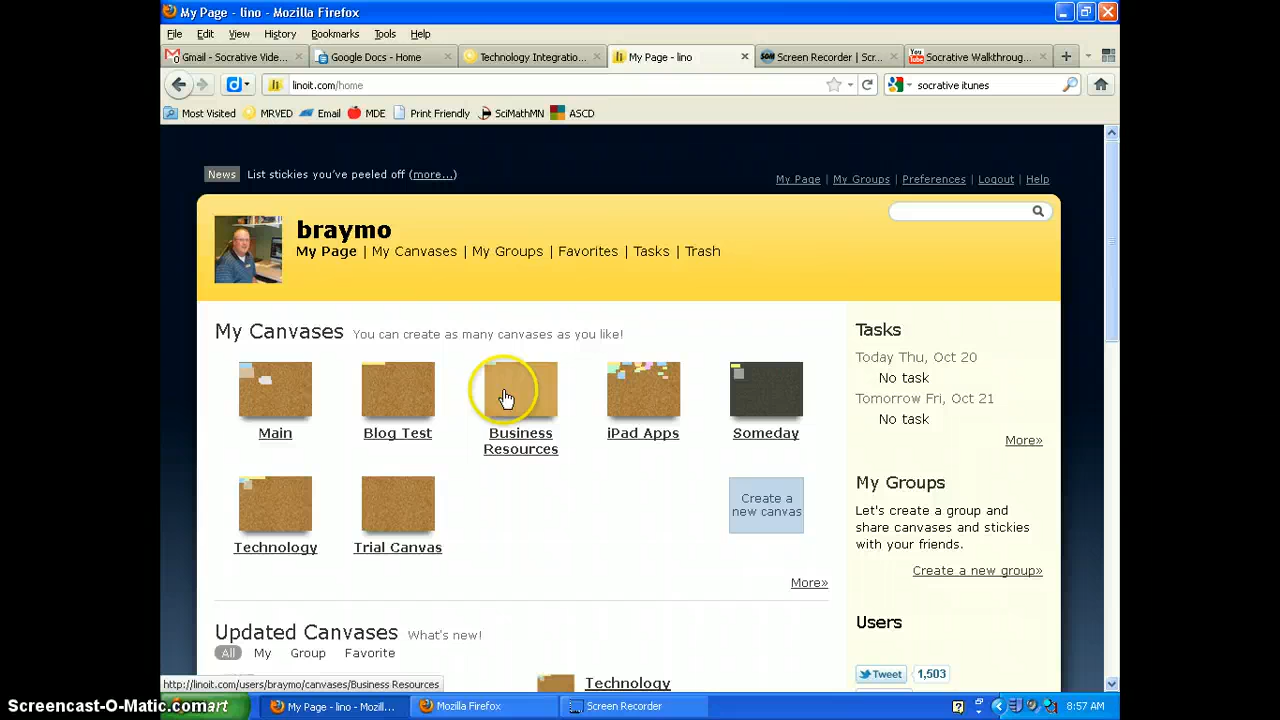 My Page - lino - Mozilla Firefox
File Edit View History Bookmarks Tools Help
Gmail - Socrative Vide... Google Docs - Home Technology Integratio... My Page - lino Screen Recorder | Scr... Socrative Walkthroug...
linoit.com/home socrative itunes
Most Visited MRVED Email MDE Print Friendly SciMathMN ASCD
News List stickies you've peeled off (more...)
My Page | My Groups | Preferences | Logout | Help
braymo
My Page | My Canvases | My Groups | Favorites | Tasks | Trash
My Canvases You can create as many canvases as you like!
Main Blog Test Business Resources iPad Apps Someday
Technology Trial Canvas Create a new canvas
More»
Updated Canvases What's new!
All My Group Favorite
Technology
Tasks
Today Thu, Oct 20
No task
Tomorrow Fri, Oct 21
No task
More»
My Groups
Let's create a group and
share canvases and stickies
with your friends.
Create a new group»
Users
Tweet 1,503
http://linoit.com/users/braymo/canvases/Business Resources
Screencast-O-Matic.com art My Page - lino - Mozill... Mozilla Firefox Screen Recorder 8:57 AM